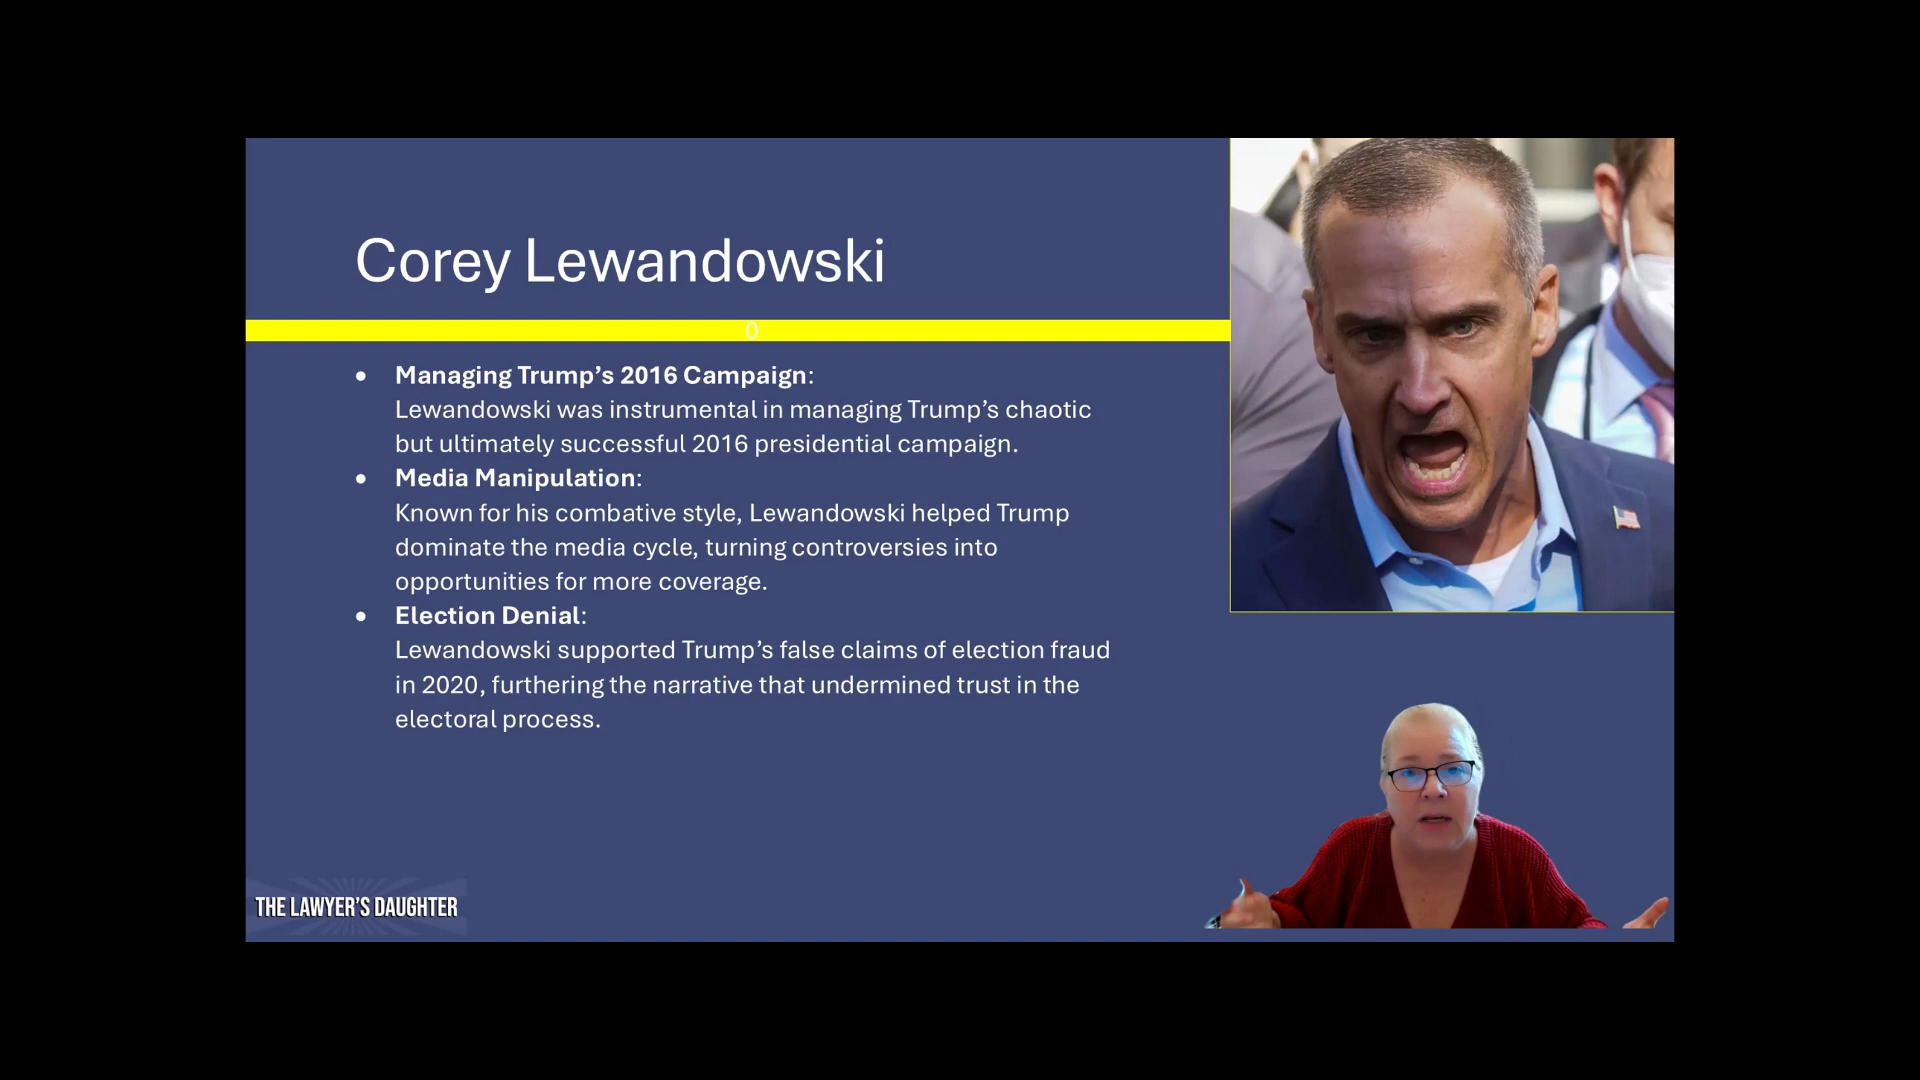 Corey Lewandowski
0
• Managing Trump’s 2016 Campaign:
Lewandowski was instrumental in managing Trump’s chaotic
but ultimately successful 2016 presidential campaign.
• Media Manipulation:
Known for his combative style, Lewandowski helped Trump
dominate the media cycle, turning controversies into
opportunities for more coverage.
• Election Denial:
Lewandowski supported Trump’s false claims of election fraud
in 2020, furthering the narrative that undermined trust in the
electoral process.
THE LAWYER'S DAUGHTER